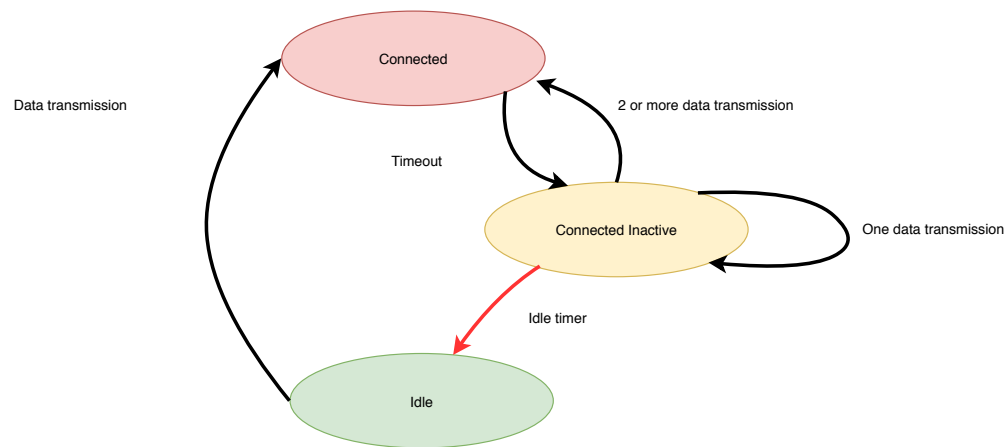 Connected
Data transmission
2 or more data transmission
Timeout
Connected Inactive
One data transmission
Idle timer
Idle